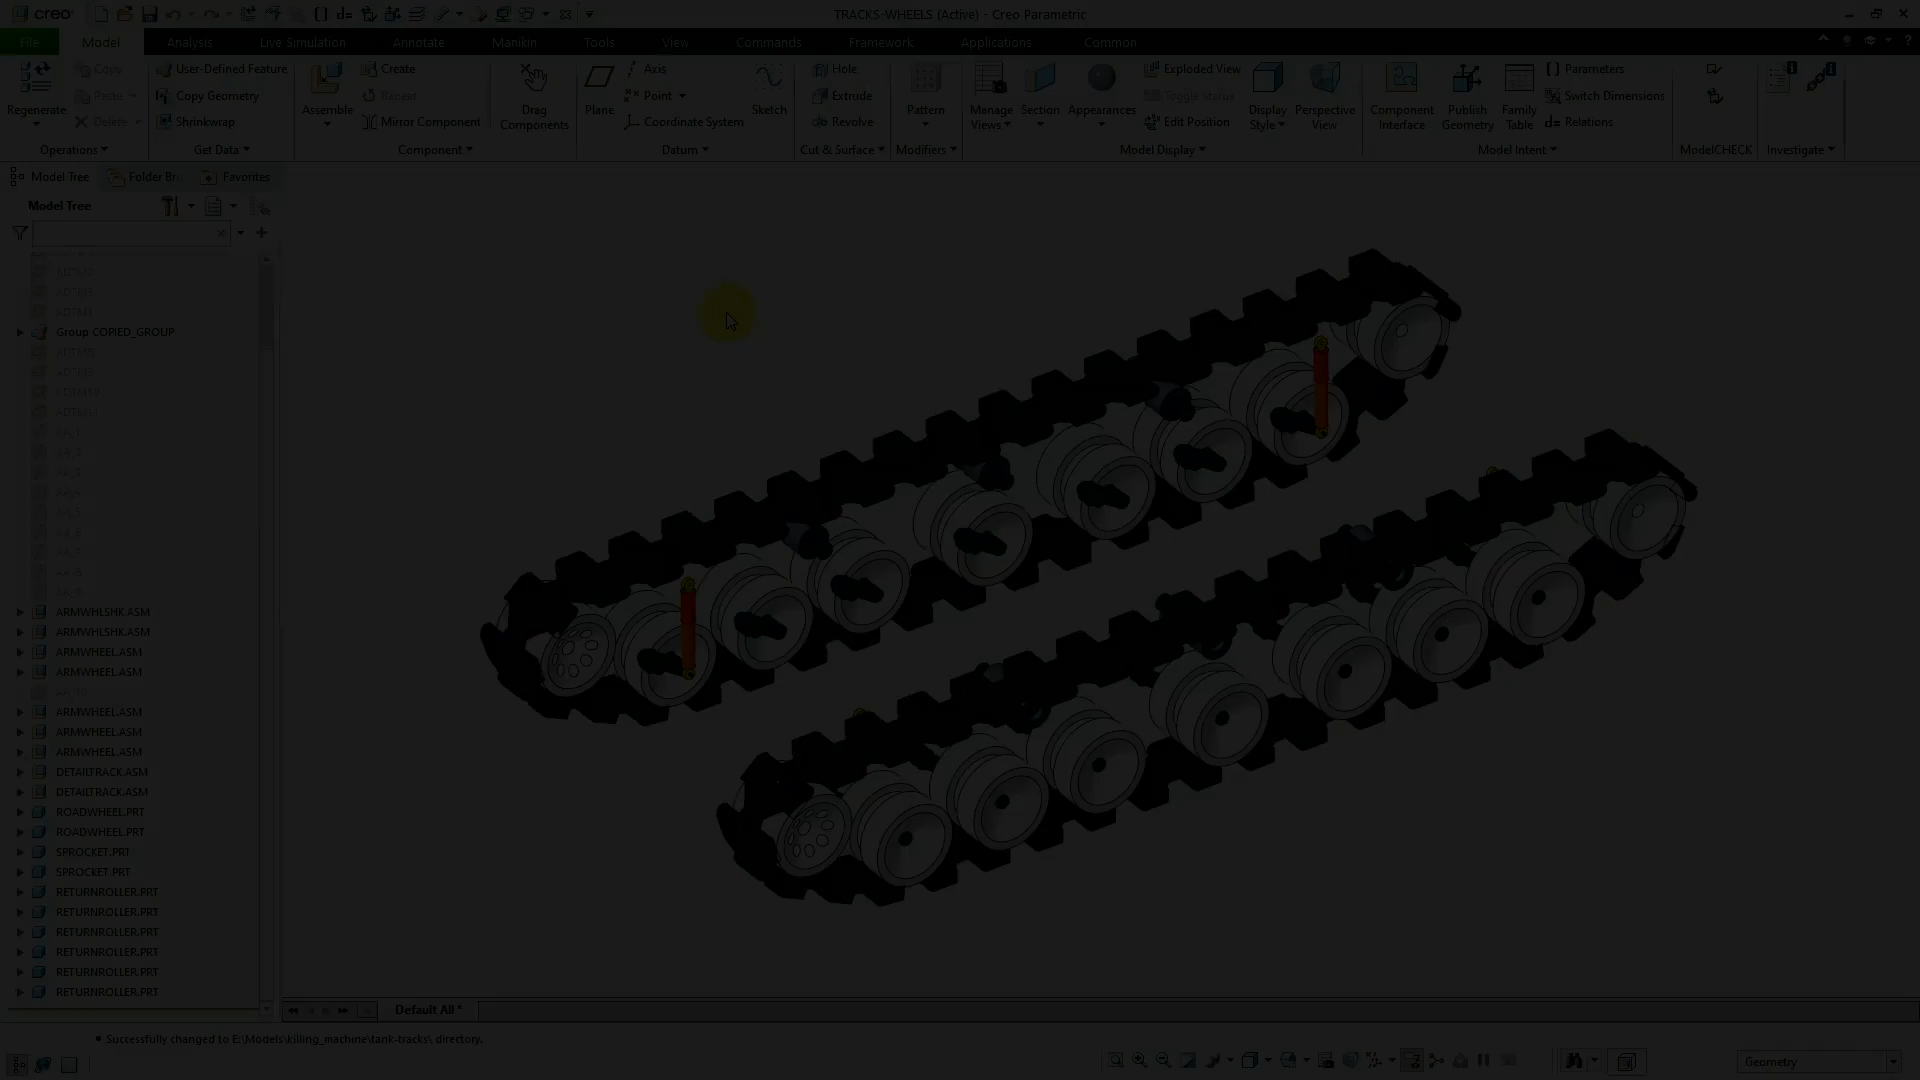 creo
TRACKS-WHEELS (Active) - Creo Parametric
File Model Analysis Live Simulation Annotate Manikin Tools View Commands Framework Applications Common
Regenerate
Copy
Paste
Delete
Operations
User-Defined Feature
Copy Geometry
Shrinkwrap
Get Data
Assemble
Create
Repeat
Mirror Component
Drag Components
Component
Plane
Axis
Point
Coordinate System
Sketch
Datum
Hole
Extrude
Revolve
Cut & Surface
Pattern
Modifiers
Manage Views
Section
Appearances
Exploded View
Toggle Status
Edit Position
Display Style
Perspective View
Model Display
Component Interface
Publish Geometry
Family Table
Parameters
Switch Dimensions
d= Relations
Model Intent
ModelCHECK
Investigate
Model Tree
Folder Br
Favorites
Model Tree
Group COPIED_GROUP
ARMWHLSHK.ASM
ARMWHLSHK.ASM
ARMWHEEL.ASM
ARMWHEEL.ASM
ARMWHEEL.ASM
ARMWHEEL.ASM
ARMWHEEL.ASM
DETAILTRACK.ASM
DETAILTRACK.ASM
ROADWHEEL.PRT
ROADWHEEL.PRT
SPROCKET.PRT
SPROCKET.PRT
RETURNROLLER.PRT
RETURNROLLER.PRT
RETURNROLLER.PRT
RETURNROLLER.PRT
RETURNROLLER.PRT
RETURNROLLER.PRT
Default All *
• Successfully changed to E:\Models\killing_machine\tank-tracks\ directory.
Geometry